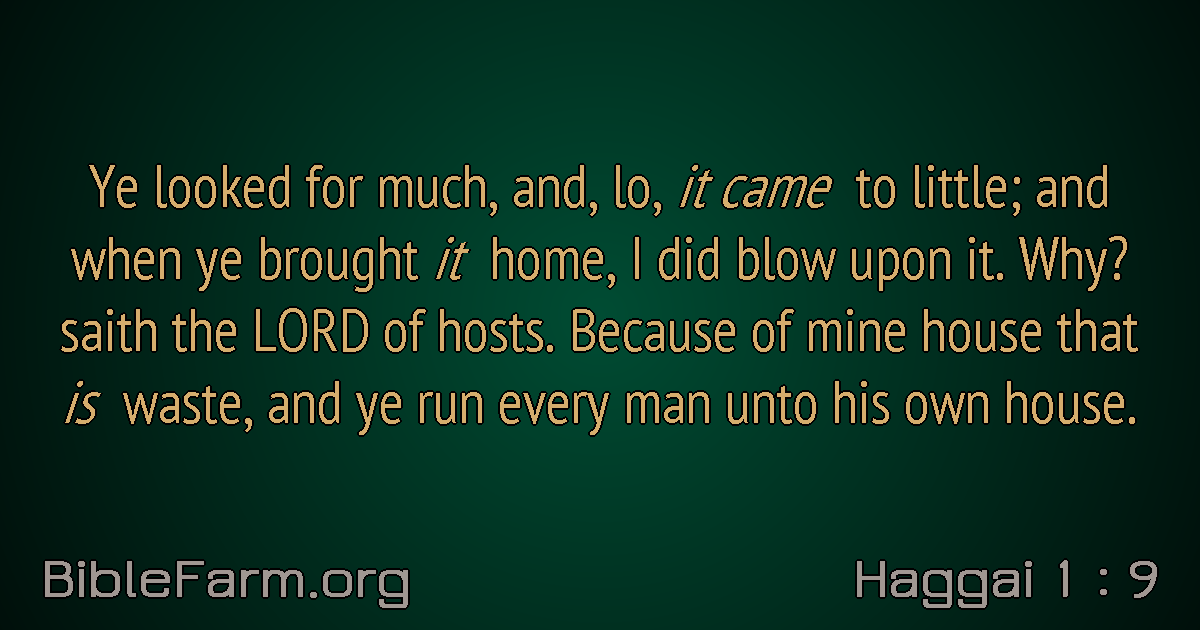 Ye looked for much, and, lo, it came to little; and
when ye brought it home, I did blow upon it. Why?
saith the LORD of hosts. Because of mine house that
is waste, and ye run every man unto his own house.
BibleFarm.org
Haggai 1 : 9